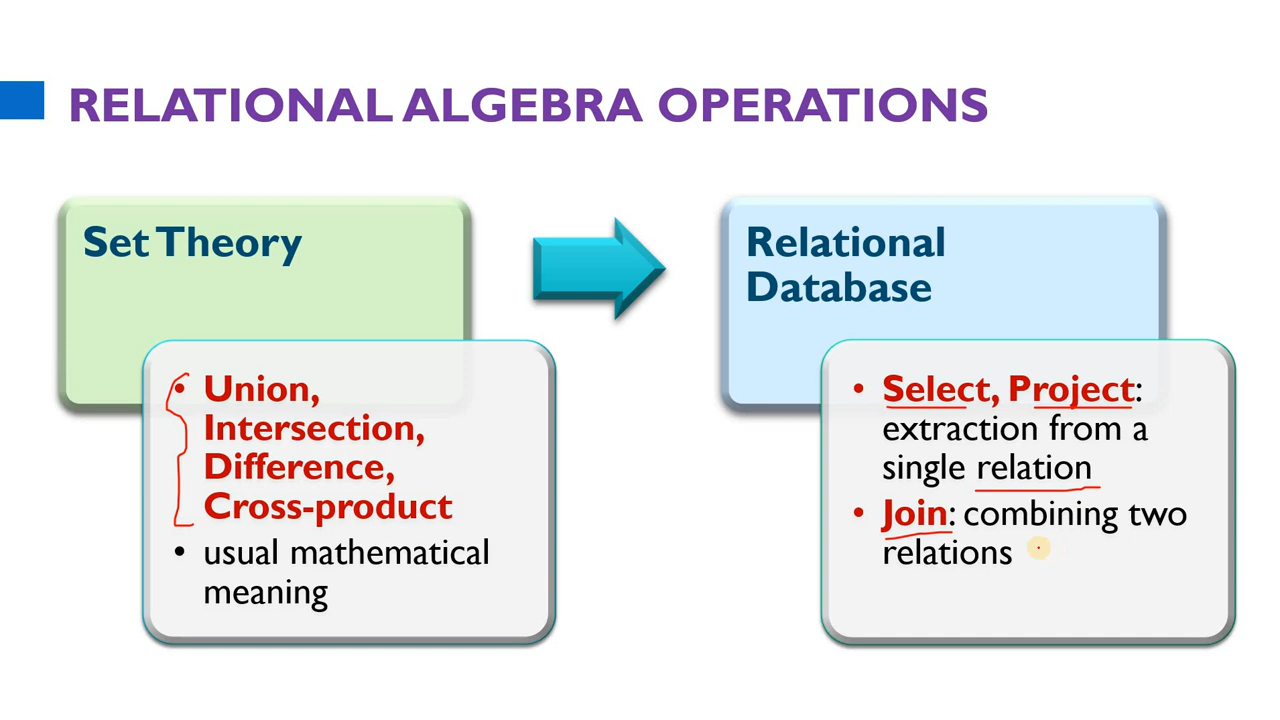 RELATIONAL ALGEBRA OPERATIONS
Set Theory
• Union,
Intersection,
Difference,
Cross-product
• usual mathematical
meaning
Relational
Database
• Select, Project:
extraction from a
single relation
• Join: combining two
relations